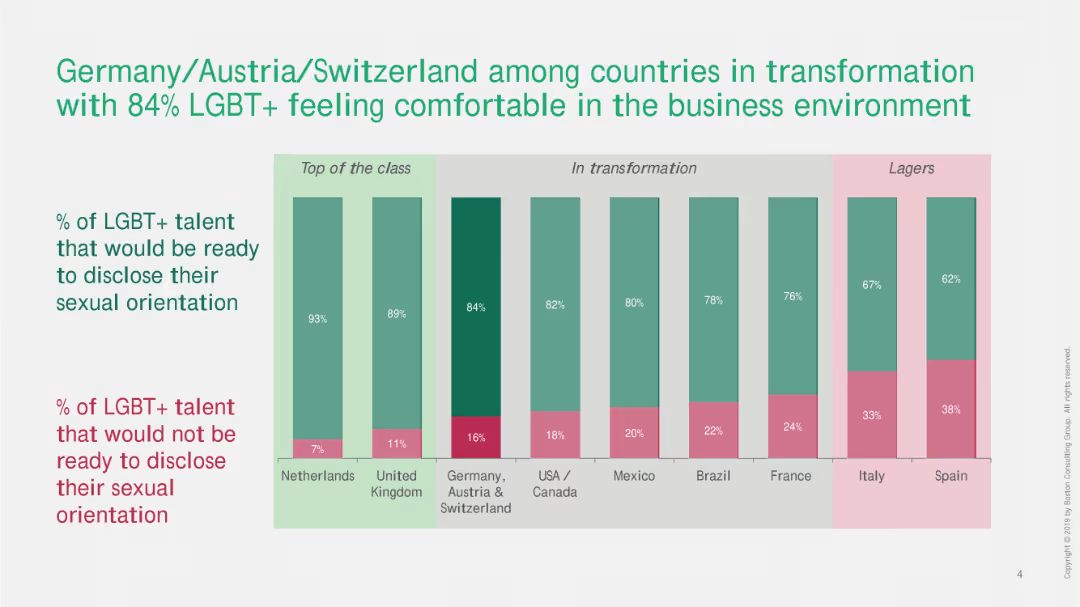 Germany/Austria/Switzerland among countries in transformation
with 84% LGBT+ feeling comfortable in the business environment
Top of the class
In transformation
Lagers
% of LGBT+ talent
that would be ready
to disclose their
sexual orientation
93%
89%
84%
82%
80%
78%
76%
67%
62%
% of LGBT+ talent
that would not be
ready to disclose
their sexual
orientation
7%
11%
16%
18%
20%
22%
24%
33%
38%
Netherlands
United
Kingdom
Germany,
Austria &
Switzerland
USA /
Canada
Mexico
Brazil
France
Italy
Spain
4
Copyright © 2019 by Boston Consulting Group. All rights reserved.